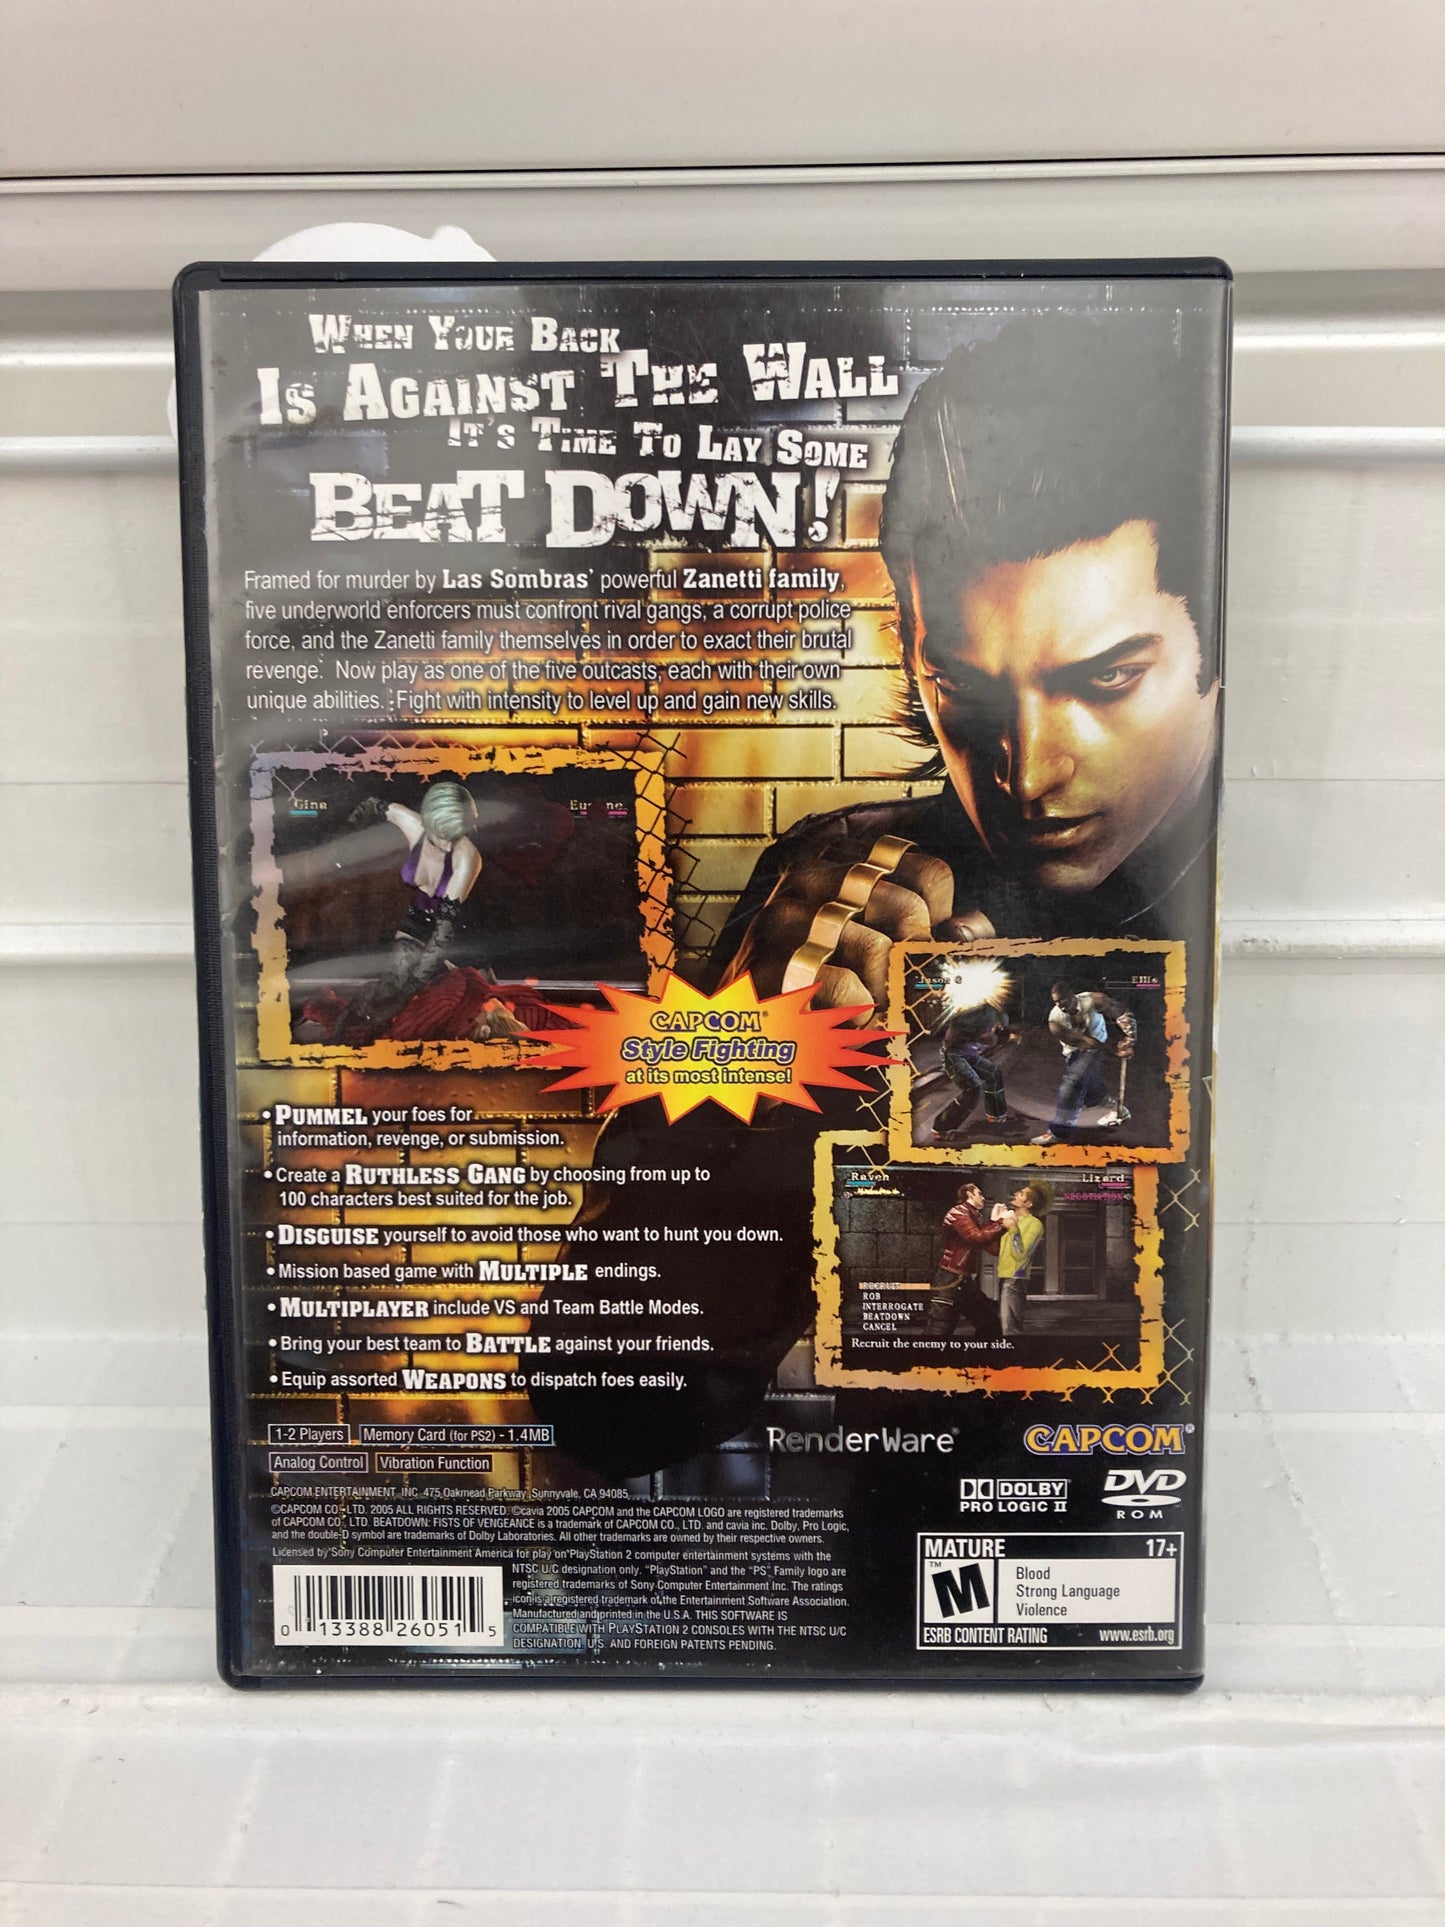 WHEN YOUR BACK
IS AGAINST THE WALL
IT'S TIME TO LAY SOME
BEAT DOWN!
Framed for murder by Las Sombras' powerful Zanetti family,
five underworld enforcers must confront rival gangs, a corrupt police
force, and the Zanetti family themselves in order to exact their brutal
revenge. Now play as one of the five outcasts, each with their own
unique abilities. Fight with intensity to level up and gain new skills.
Gina
CAPCOM®
Style Fighting
at its most intense!
Jason G
Ellis
• PUMMEL your foes for
information, revenge, or submission.
• Create a RUTHLESS GANG by choosing from up to
100 characters best suited for the job.
• DISGUISE yourself to avoid those who want to hunt you down.
• Mission based game with MULTIPLE endings.
• MULTIPLAYER include VS and Team Battle Modes.
• Bring your best team to BATTLE against your friends.
• Equip assorted WEAPONS to dispatch foes easily.
Raven
Lizard
NEGOTIATION
RECRUIT
ROB
INTERROGATE
BEATDOWN
CANCEL
Recruit the enemy to your side.
1-2 Players
Memory Card (for PS2) - 1.4MB
Analog Control
Vibration Function
RenderWare®
CAPCOM®
DOLBY
PRO LOGIC II
DVD
ROM
CAPCOM ENTERTAINMENT, INC. 475 Oakmead Parkway, Sunnyvale, CA 94085
©CAPCOM CO., LTD. 2005 ALL RIGHTS RESERVED. ©cavia 2005 CAPCOM and the CAPCOM LOGO are registered trademarks
of CAPCOM CO., LTD. BEATDOWN: FISTS OF VENGEANCE is a trademark of CAPCOM CO., LTD. and cavia inc. Dolby, Pro Logic,
and the double-D symbol are trademarks of Dolby Laboratories. All other trademarks are owned by their respective owners.
Licensed by Sony Computer Entertainment America for play on PlayStation 2 computer entertainment systems with the
NTSC U/C designation only. "PlayStation" and the "PS" Family logo are
registered trademarks of Sony Computer Entertainment Inc. The ratings
icon is a registered trademark of the Entertainment Software Association.
Manufactured and printed in the U.S.A. THIS SOFTWARE IS
COMPATIBLE WITH PLAYSTATION 2 CONSOLES WITH THE NTSC U/C
DESIGNATION. U.S. AND FOREIGN PATENTS PENDING.
0 13388 26051 5
MATURE 17+
M
™
Blood
Strong Language
Violence
ESRB CONTENT RATING www.esrb.org